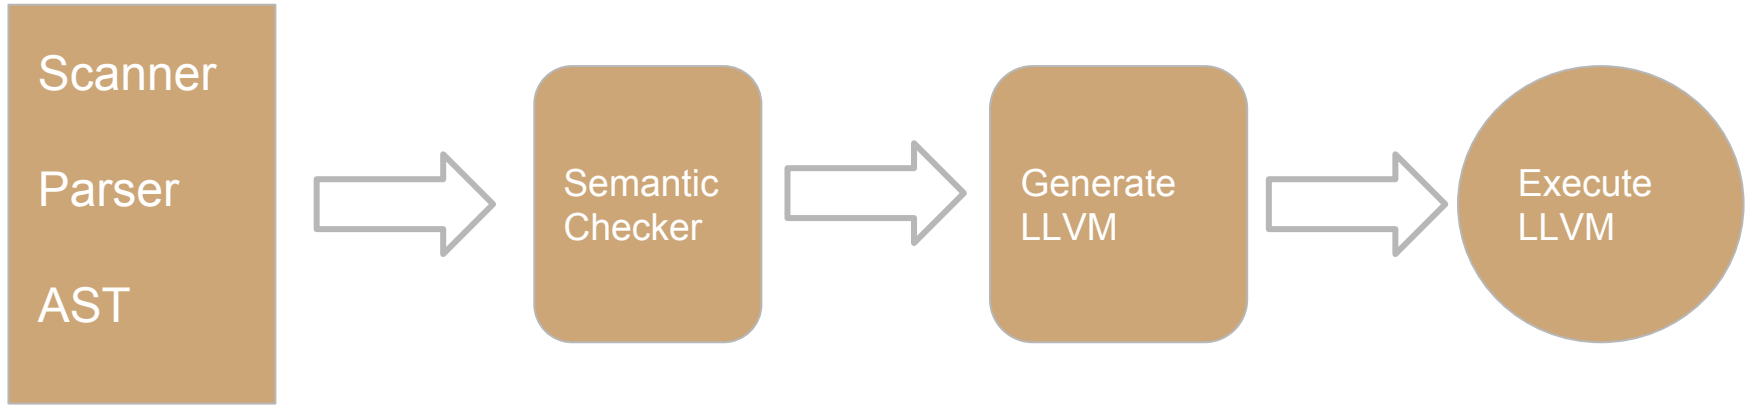 Scanner
Parser
AST
Semantic
Checker
Generate
LLVM
Execute
LLVM